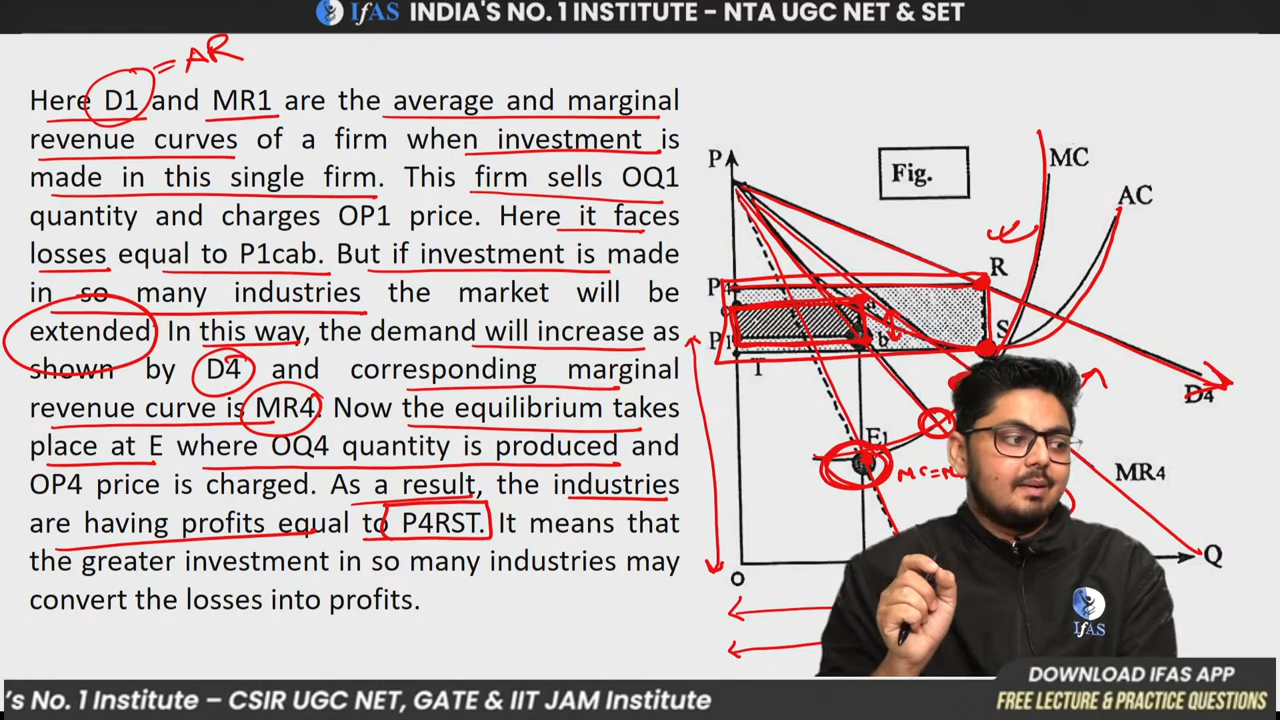 IfAS INDIA'S NO. 1 INSTITUTE – NTA UGC NET & SET
= AR
Here D1 and MR1 are the average and marginal
revenue curves of a firm when investment is
made in this single firm. This firm sells OQ1
quantity and charges OP1 price. Here it faces
losses equal to P1cab. But if investment is made
in so many industries the market will be
extended. In this way, the demand will increase as
shown by D4 and corresponding marginal
revenue curve is MR4. Now the equilibrium takes
place at E where OQ4 quantity is produced and
OP4 price is charged. As a result, the industries
are having profits equal to P4RST. It means that
the greater investment in so many industries may
convert the losses into profits.
P
Fig.
MC
AC
R
a
P1
b
S
T
D4
E1
MR4
O
Q
IfAS
DOWNLOAD IFAS APP
FREE LECTURE & PRACTICE QUESTIONS
's No. 1 Institute – CSIR UGC NET, GATE & IIT JAM Institute